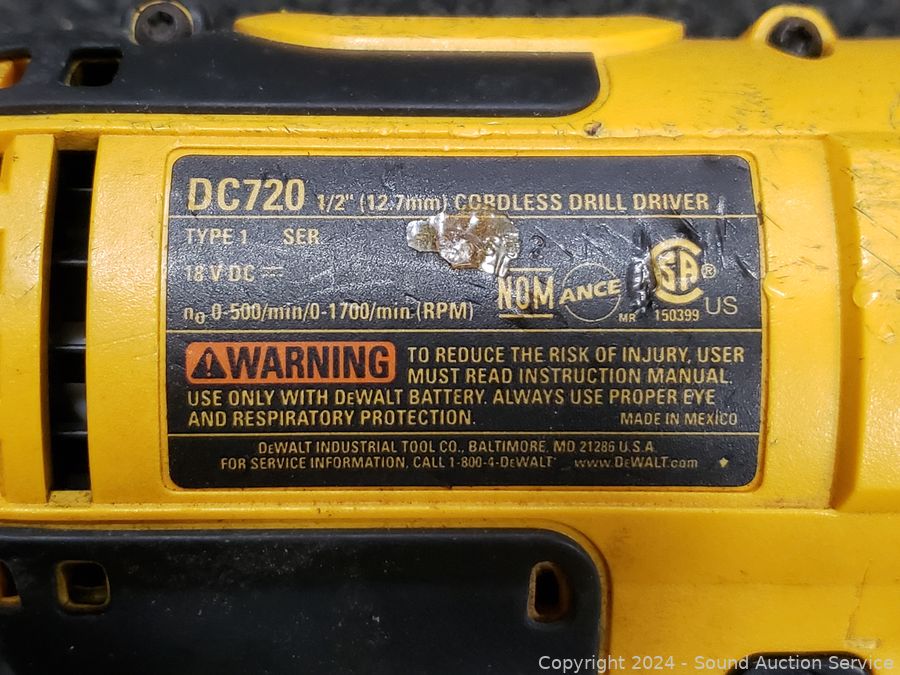 DC720 1/2" (12.7mm) CORDLESS DRILL DRIVER
TYPE 1 SER
18 V DC ⎓
n₀ 0-500/min/0-1700/min (RPM)
NOM ANCE MR SA® 150399 US
⚠WARNING TO REDUCE THE RISK OF INJURY, USER
MUST READ INSTRUCTION MANUAL.
USE ONLY WITH DEWALT BATTERY. ALWAYS USE PROPER EYE
AND RESPIRATORY PROTECTION. MADE IN MEXICO
DEWALT INDUSTRIAL TOOL CO., BALTIMORE, MD 21286 U.S.A.
FOR SERVICE INFORMATION, CALL 1-800-4-DEWALT www.DEWALT.com
Copyright 2024 - Sound Auction Service